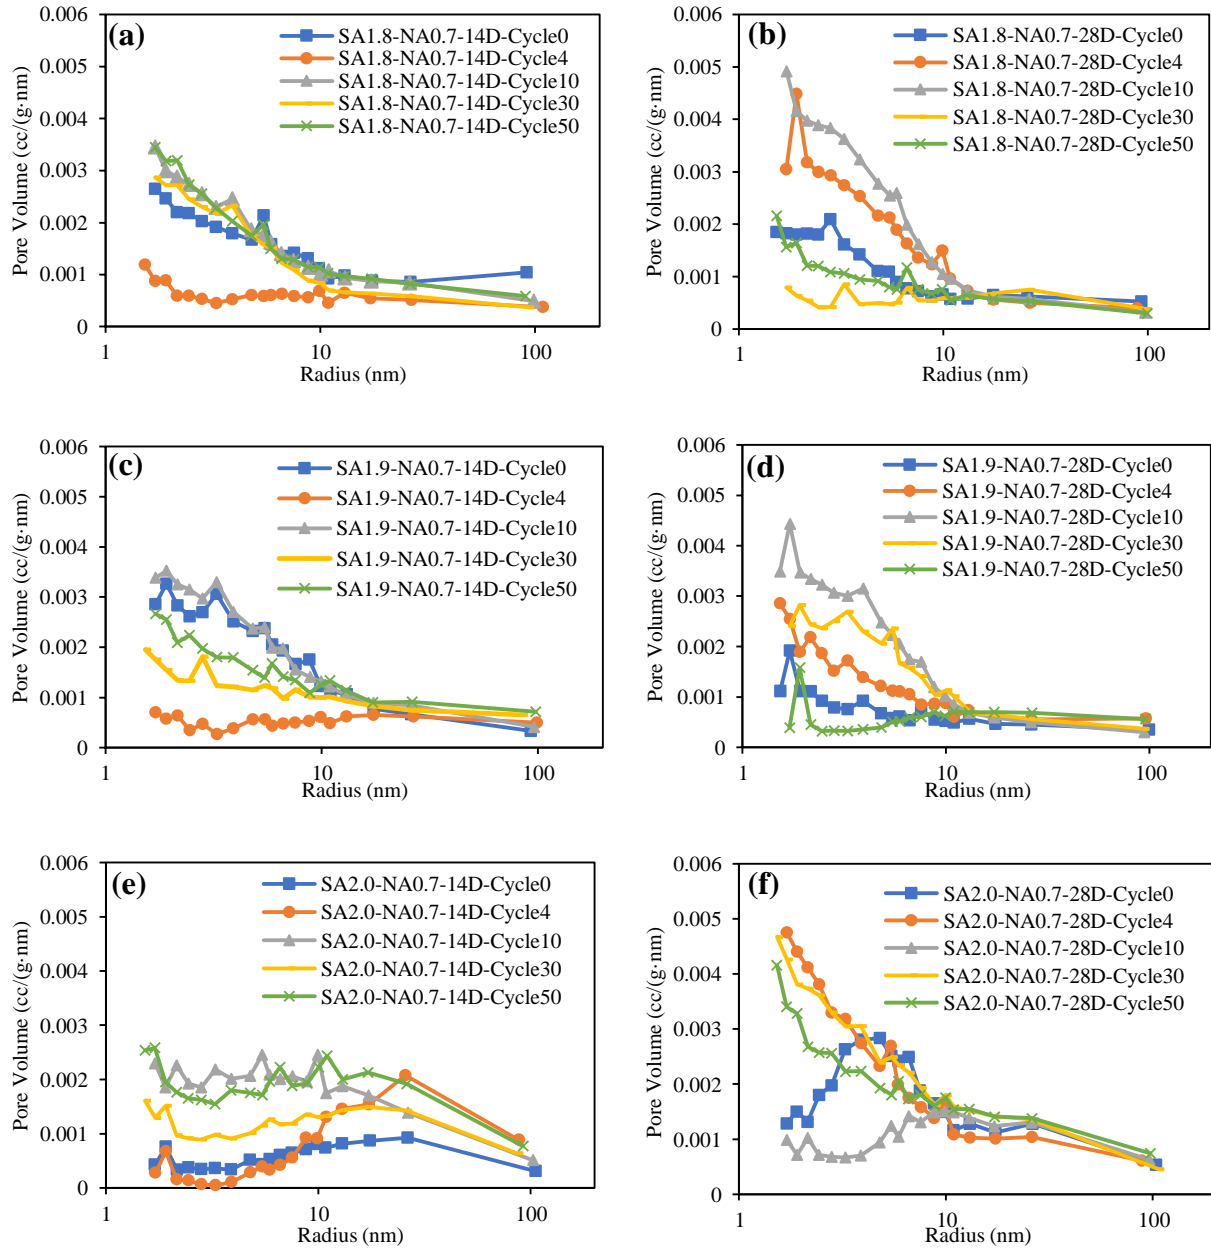 (a)
SA1.8-NA0.7-14D-Cycle0
SA1.8-NA0.7-14D-Cycle4
SA1.8-NA0.7-14D-Cycle10
SA1.8-NA0.7-14D-Cycle30
SA1.8-NA0.7-14D-Cycle50
Pore Volume (cc/(g·nm)
0.006
0.005
0.004
0.003
0.002
0.001
0
1 10 100
Radius (nm)
(b)
SA1.8-NA0.7-28D-Cycle0
SA1.8-NA0.7-28D-Cycle4
SA1.8-NA0.7-28D-Cycle10
SA1.8-NA0.7-28D-Cycle30
SA1.8-NA0.7-28D-Cycle50
Pore Volume (cc/(g·nm)
0.006
0.005
0.004
0.003
0.002
0.001
0
1 10 100
Radius (nm)
(c)
SA1.9-NA0.7-14D-Cycle0
SA1.9-NA0.7-14D-Cycle4
SA1.9-NA0.7-14D-Cycle10
SA1.9-NA0.7-14D-Cycle30
SA1.9-NA0.7-14D-Cycle50
Pore Volume (cc/(g·nm)
0.006
0.005
0.004
0.003
0.002
0.001
0
1 10 100
Radius (nm)
(d)
SA1.9-NA0.7-28D-Cycle0
SA1.9-NA0.7-28D-Cycle4
SA1.9-NA0.7-28D-Cycle10
SA1.9-NA0.7-28D-Cycle30
SA1.9-NA0.7-28D-Cycle50
Pore Volume (cc/(g·nm)
0.006
0.005
0.004
0.003
0.002
0.001
0
1 10 100
Radius (nm)
(e)
SA2.0-NA0.7-14D-Cycle0
SA2.0-NA0.7-14D-Cycle4
SA2.0-NA0.7-14D-Cycle10
SA2.0-NA0.7-14D-Cycle30
SA2.0-NA0.7-14D-Cycle50
Pore Volume (cc/(g·nm)
0.006
0.005
0.004
0.003
0.002
0.001
0
1 10 100
Radius (nm)
(f)
SA2.0-NA0.7-28D-Cycle0
SA2.0-NA0.7-28D-Cycle4
SA2.0-NA0.7-28D-Cycle10
SA2.0-NA0.7-28D-Cycle30
SA2.0-NA0.7-28D-Cycle50
Pore Volume (cc/(g·nm)
0.006
0.005
0.004
0.003
0.002
0.001
0
1 10 100
Radius (nm)